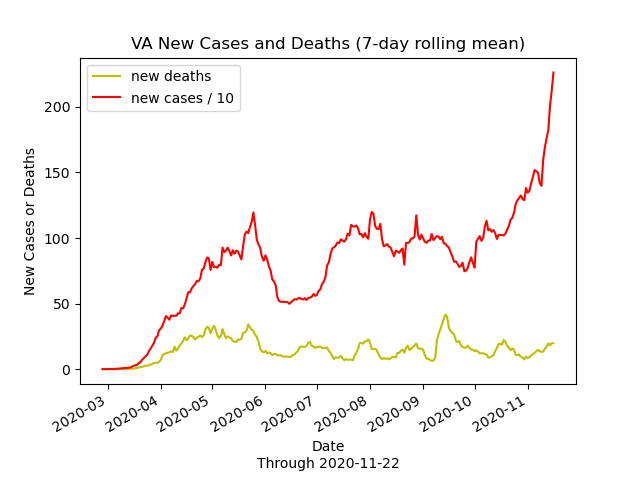 VA New Cases and Deaths (7-day rolling mean)
new deaths
new cases / 10
New Cases or Deaths
200
150
100
50
0
2020-03
2020-04
2020-05
2020-06
2020-07
2020-08
2020-09
2020-10
2020-11
Date
Through 2020-11-22